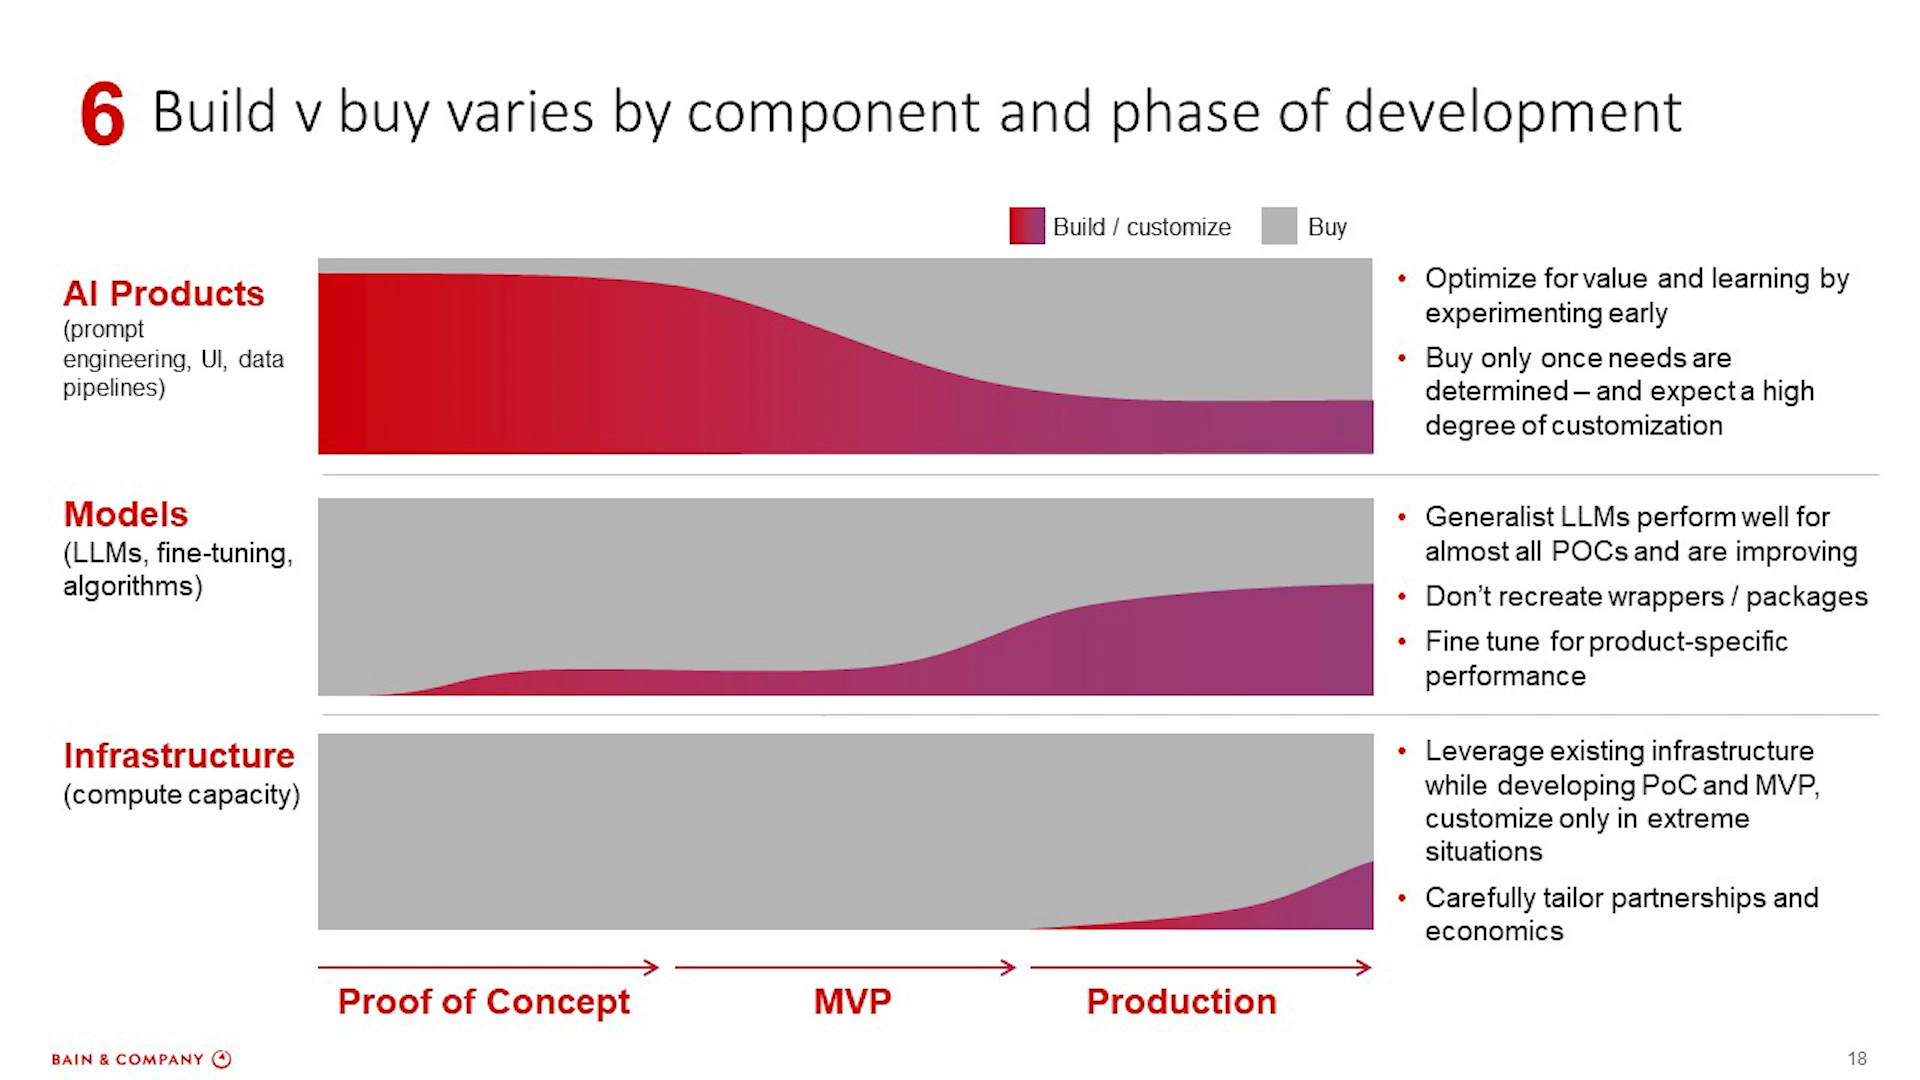 6 Build v buy varies by component and phase of development
Build / customize
Buy
AI Products
(prompt
engineering, UI, data
pipelines)
• Optimize for value and learning by
experimenting early
• Buy only once needs are
determined – and expect a high
degree of customization
Models
(LLMs, fine-tuning,
algorithms)
• Generalist LLMs perform well for
almost all POCs and are improving
• Don’t recreate wrappers / packages
• Fine tune for product-specific
performance
Infrastructure
(compute capacity)
• Leverage existing infrastructure
while developing PoC and MVP,
customize only in extreme
situations
• Carefully tailor partnerships and
economics
Proof of Concept
MVP
Production
BAIN & COMPANY
18